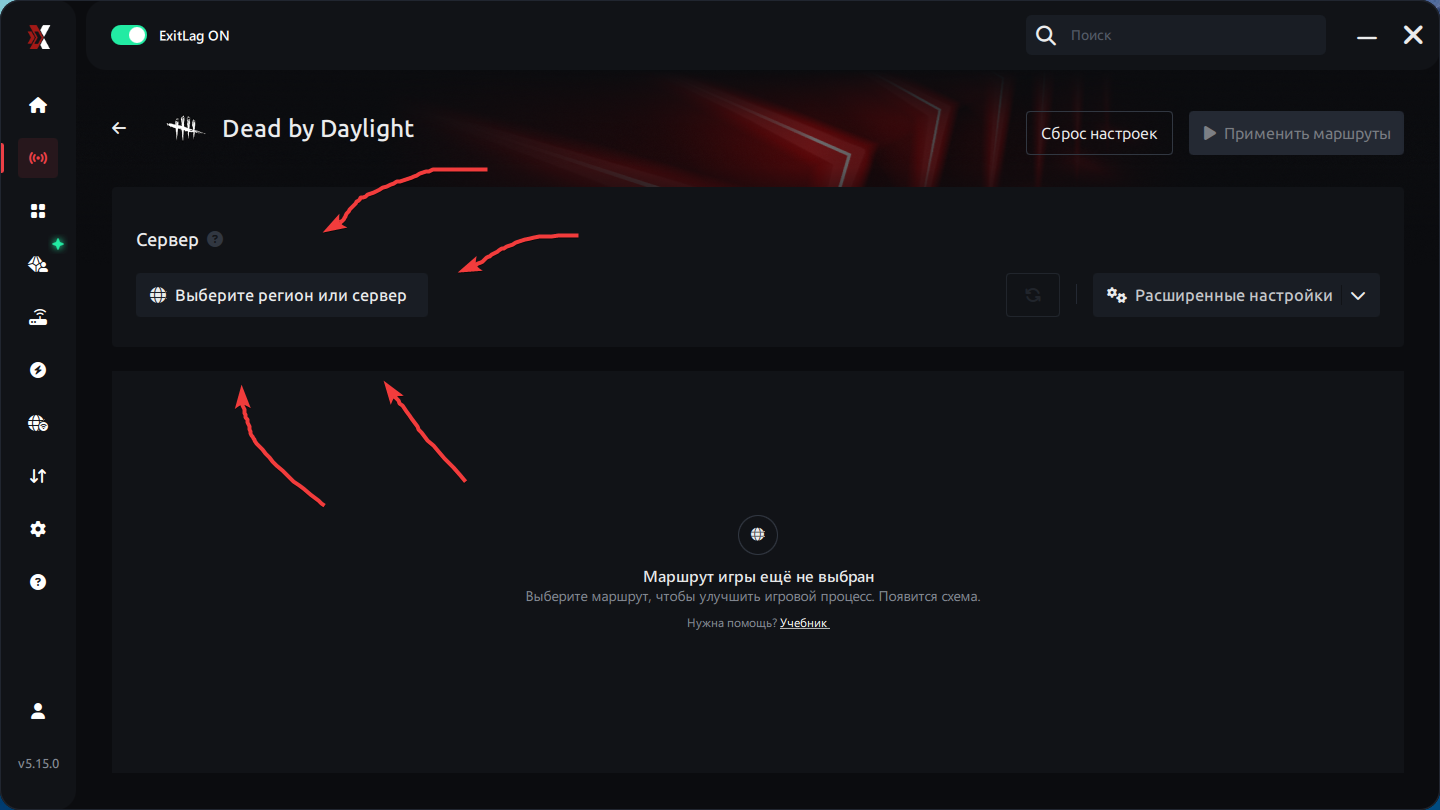 ExitLag ON
Поиск
Dead by Daylight
Сброс настроек
Применить маршруты
Сервер ?
Выберите регион или сервер
Расширенные настройки
Маршрут игры ещё не выбран
Выберите маршрут, чтобы улучшить игровой процесс. Появится схема.
Нужна помощь? Учебник
v5.15.0